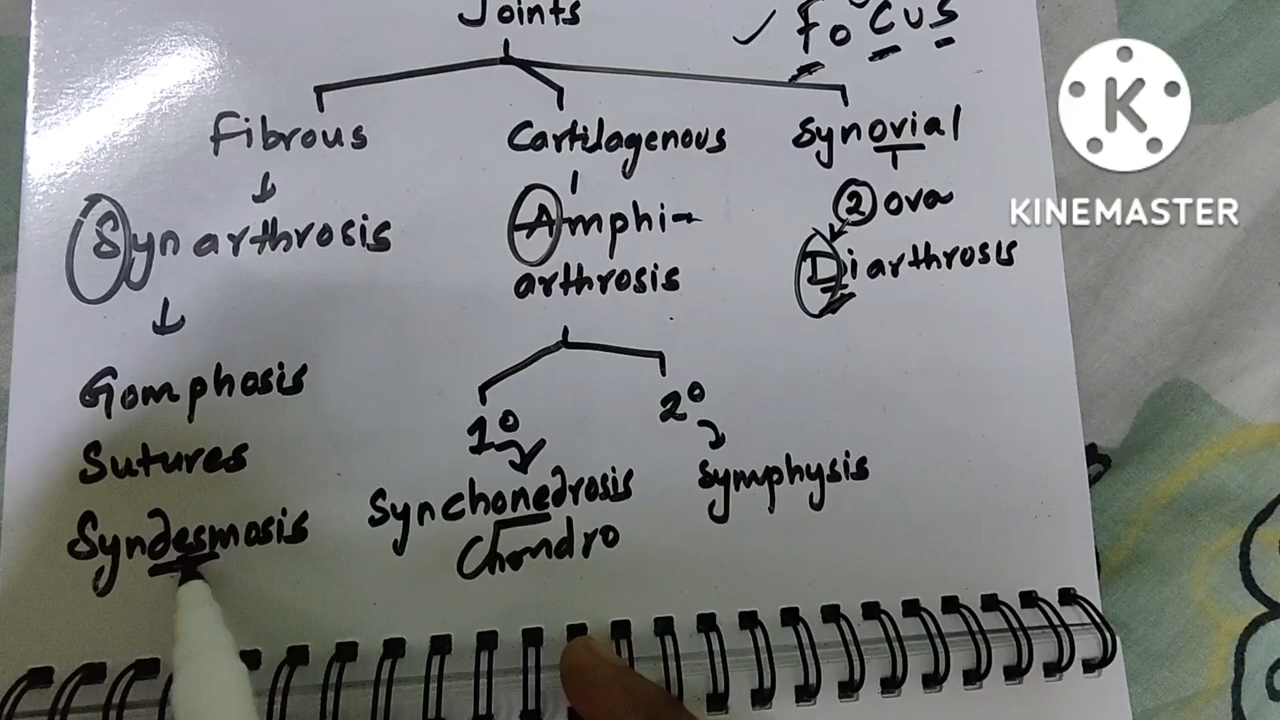 Joints
✓ FoCuS
Fibrous
Cartilagenous
Synovial
Synarthrosis
Amphi-
arthrosis
2 ova
Diarthrosis
Gomphosis
Sutures
Syndesmosis
1°
2°
Synchonedrosis
Chondro
Symphysis
K
KINEMASTER